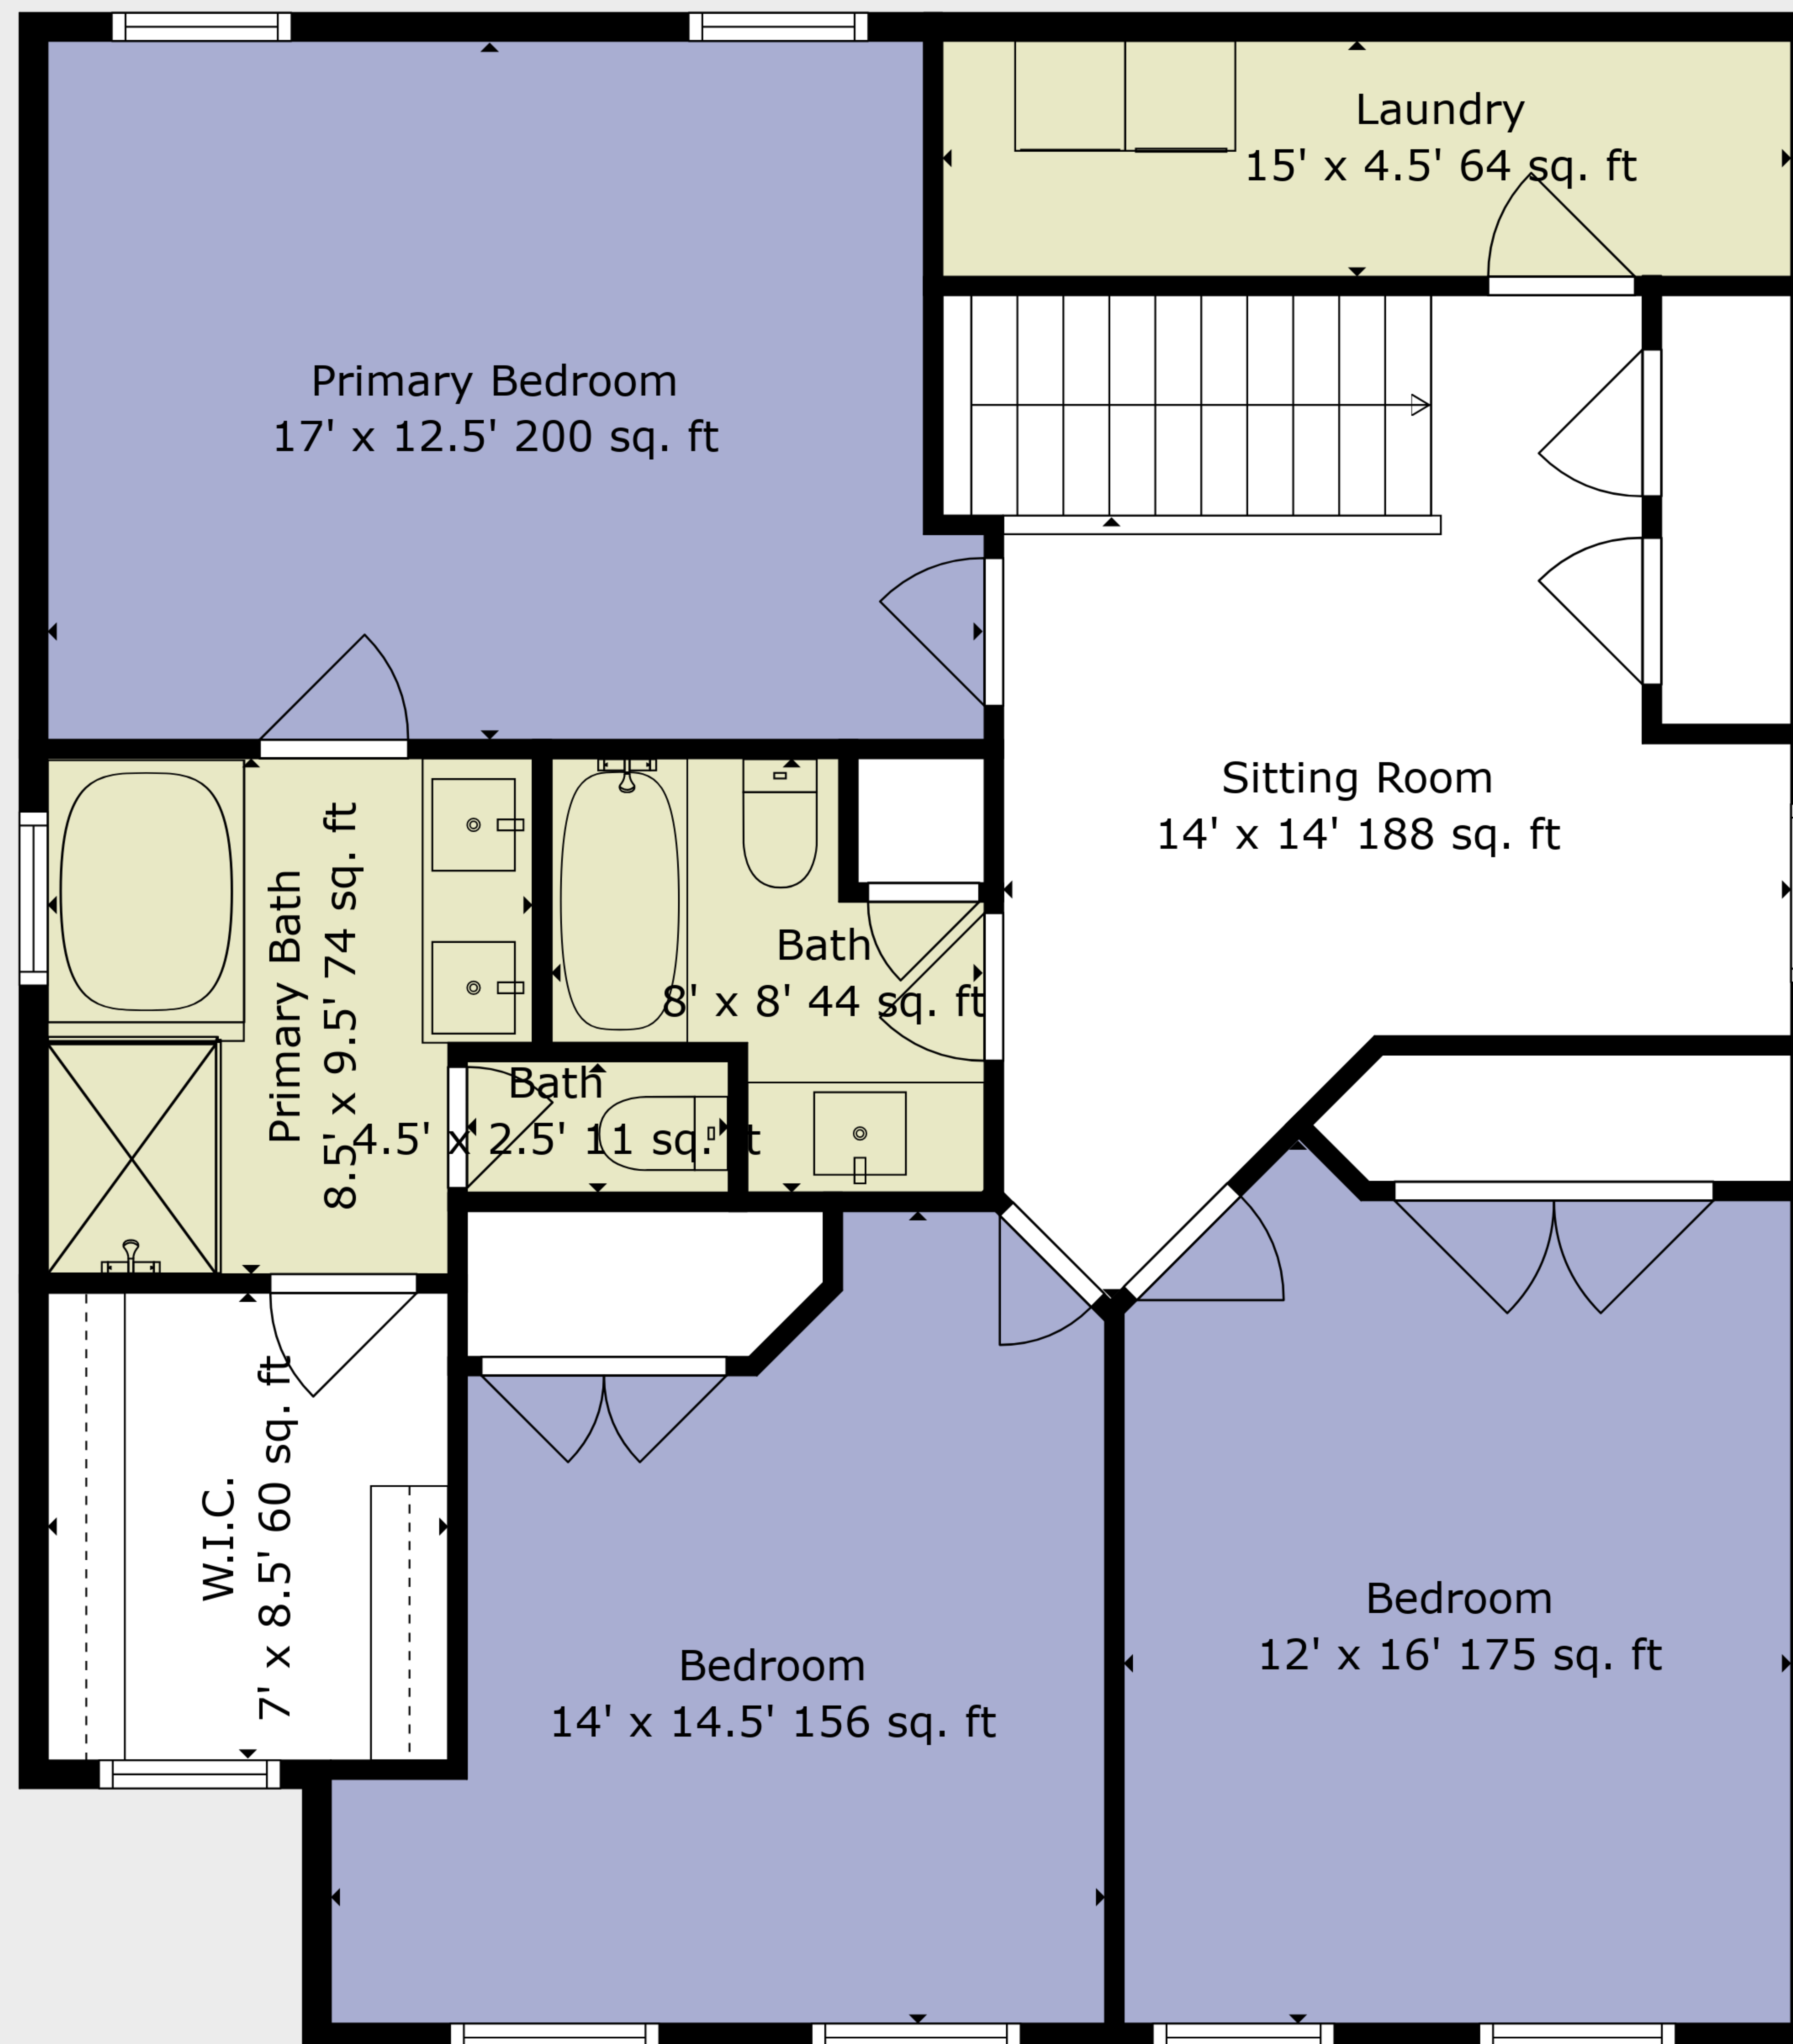 Laundry
15' x 4.5' 64 sq. ft
Primary Bedroom
17' x 12.5' 200 sq. ft
Sitting Room
14' x 14' 188 sq. ft
Primary Bath
8.5' x 9.5' 74 sq. ft
Bath
8' x 8' 44 sq. ft
Bath
4.5' x 2.5' 11 sq. ft
W.I.C.
7' x 8.5' 60 sq. ft
Bedroom
12' x 16' 175 sq. ft
Bedroom
14' x 14.5' 156 sq. ft